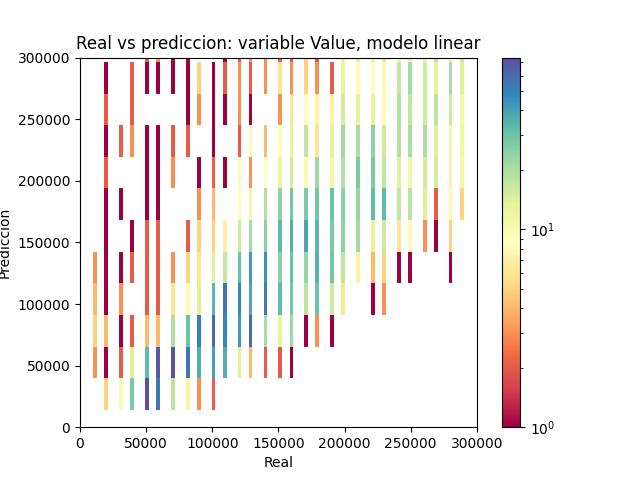 Real vs prediccion: variable Value, modelo linear
300000
250000
200000
150000
100000
50000
0
Prediccion
0 50000 100000 150000 200000 250000 300000
Real
10^1
10^0